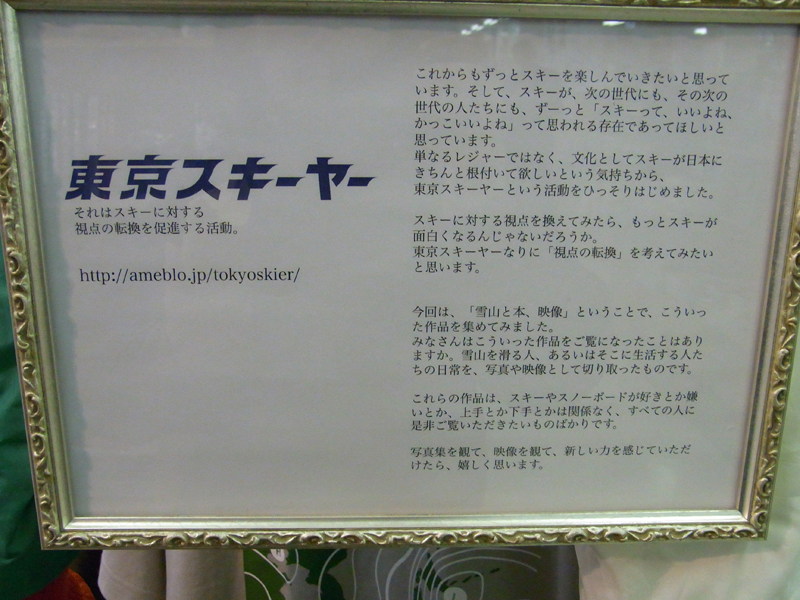 東京スキーヤー
それはスキーに対する
視点の転換を促進する活動。
http://ameblo.jp/tokyoskier/
これからもずっとスキーを楽しんでいきたいと思って
います。そして、スキーが、次の世代にも、その次の
世代の人たちにも、ずーっと「スキーって、いいよね、
かっこいいよね」って思われる存在であってほしいと
思っています。
単なるレジャーではなく、文化としてスキーが日本に
きちんと根付いて欲しいという気持ちから、
東京スキーヤーという活動をひっそりはじめました。
スキーに対する視点を換えてみたら、もっとスキーが
面白くなるんじゃないだろうか。
東京スキーヤーなりに「視点の転換」を考えてみたい
と思います。
今回は、「雪山と本、映像」ということで、こういっ
た作品を集めてみました。
みなさんはこういった作品をご覧になったことはあり
ますか。雪山を滑る人、あるいはそこに生活する人た
ちの日常を、写真や映像として切り取ったものです。
これらの作品は、スキーやスノーボードが好きとか嫌
いとか、上手とか下手とかは関係なく、すべての人に
是非ご覧いただきたいものばかりです。
写真集を観て、映像を観て、新しい力を感じていただ
けたら、嬉しく思います。